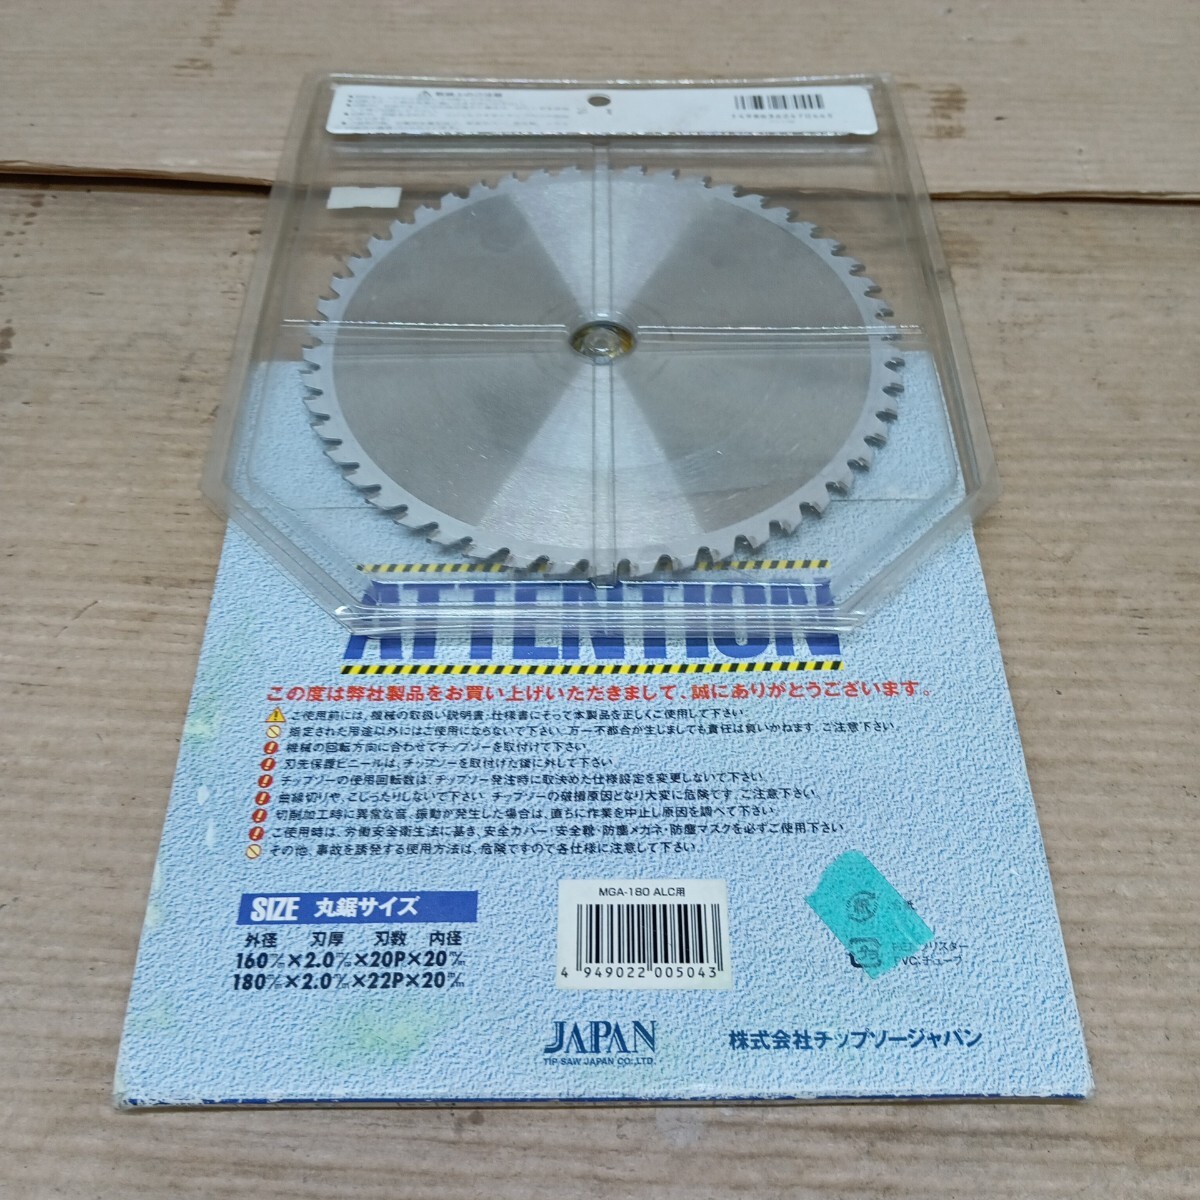 ATTENTION
この度は弊社製品をお買い上げいただきまして、誠にありがとうございます。
ご使用前には、機械の取扱い説明書、仕様書にそって本製品を正しくご使用して下さい。
指定された用途以外にはご使用にならないで下さい。万一不都合が生じましても責任は負いかねます。ご注意下さい。
機械の回転方向に合わせてチップソーを取付けて下さい。
刃先保護ビニールは、チップソーを取付けた後に外して下さい。
チップソーの使用回転数は、チップソー発注時に取決めた仕様設定を変更しないで下さい。
曲線切りや、こじったりしないで下さい。チップソーの破損原因となり大変に危険です。ご注意下さい。
切削加工時に異常な音、振動が発生した場合は、直ちに作業を中止し原因を調べて下さい。
ご使用時は、労働安全衛生法に基き、安全カバー・安全靴・防塵メガネ・防塵マスクを必ずご使用下さい。
その他、事故を誘発する使用方法は、危険ですので各仕様に注意して下さい。
SIZE 丸鋸サイズ
外径 刃厚 刃数 内径
160m/m×2.0m/m×20P×20m/m
180m/m×2.0m/m×22P×20m/m
MGA-180 ALC用
4 949022 005043
JAPAN
TIP SAW JAPAN CO.,LTD.
株式会社チップソージャパン